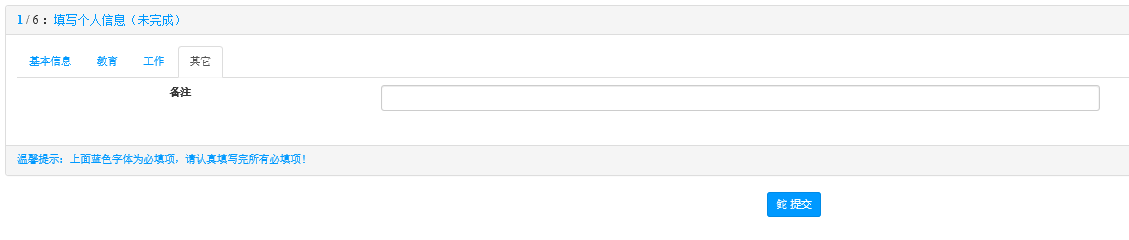 1 / 6 : 填写个人信息（未完成）
基本信息 教育 工作 其它
备注
温馨提示：上面蓝色字体为必填项，请认真填写完所有必填项！
提交